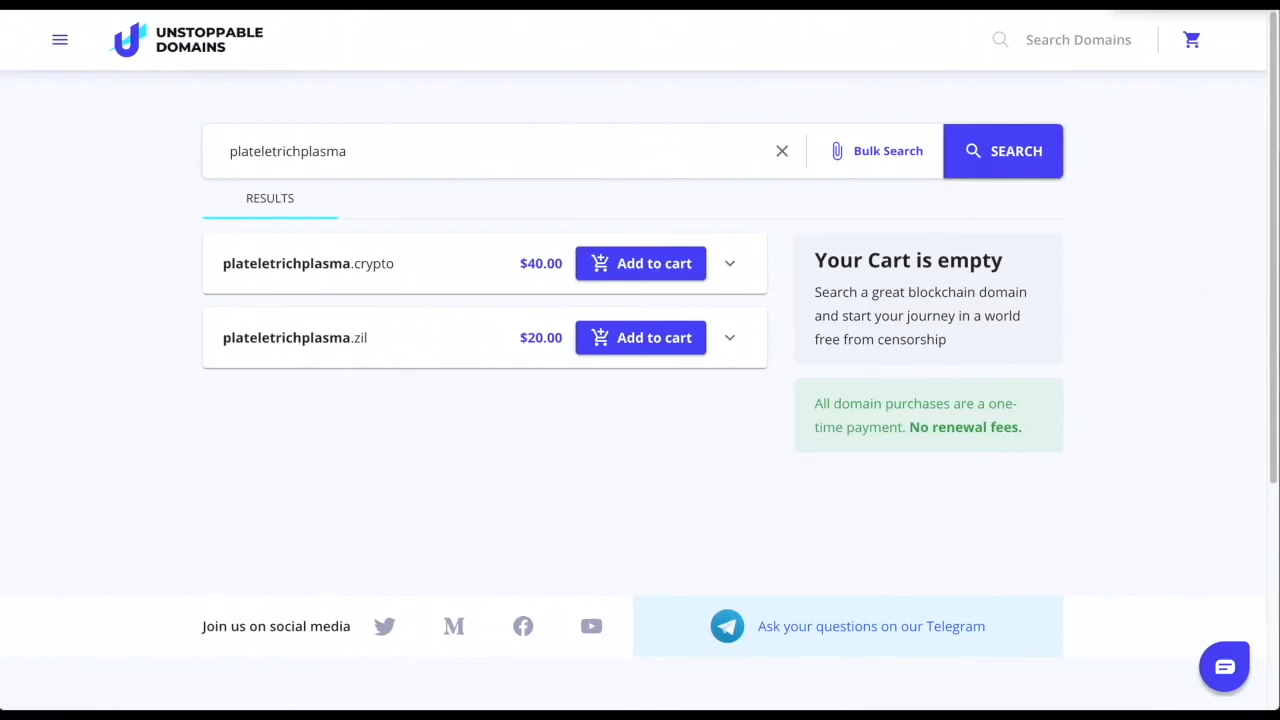 UNSTOPPABLE
DOMAINS
Search Domains
plateletrichplasma
Bulk Search
SEARCH
RESULTS
plateletrichplasma.crypto
$40.00
Add to cart
plateletrichplasma.zil
$20.00
Add to cart
Your Cart is empty
Search a great blockchain domain
and start your journey in a world
free from censorship
All domain purchases are a one-
time payment. No renewal fees.
Join us on social media
Ask your questions on our Telegram